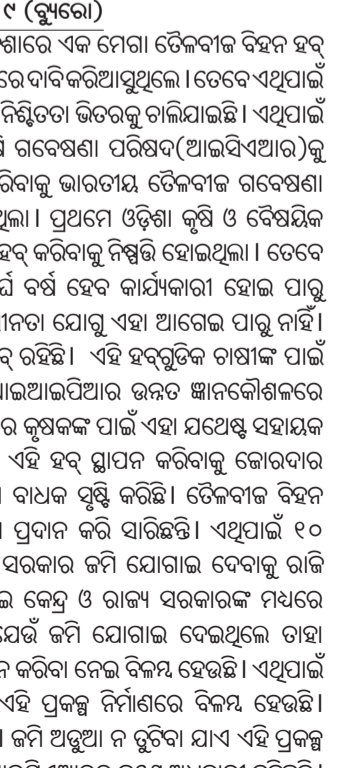 ୯ (ବ୍ୟୁରୋ)
ଶାରେ ଏକ ମେଗା ତୈଳବୀଜ ବିହନ ହବ୍
ରେ ଦାବି କରିଆସୁଥିଲେ । ତେବେ ଏଥିପାଇଁ
ନିଶ୍ଚିତତା ଭିତରକୁ ଚାଲିଯାଇଛି । ଏଥିପାଇଁ
ଷି ଗବେଷଣା ପରିଷଦ(ଆଇସିଏଆର)କୁ
ରିବାକୁ ଭାରତୀୟ ତୈଳବୀଜ ଗବେଷଣା
ଥିଲା । ପ୍ରଥମେ ଓଡ଼ିଶା କୃଷି ଓ ବୈଷୟିକ
ହବ୍ କରିବାକୁ ନିଷ୍ପତ୍ତି ହୋଇଥିଲା । ତେବେ
ର୍ଘ ବର୍ଷ ହେବ କାର୍ଯ୍ୟକାରୀ ହୋଇ ପାରୁ
ୀନତା ଯୋଗୁ ଏହା ଆଗେଇ ପାରୁ ନାହିଁ ।
ବ୍ ରହିଛି । ଏହି ହବ୍‌ଗୁଡିକ ଚାଷୀଙ୍କ ପାଇଁ
ଆଇଆଇପିଆର ଉନ୍ନତ ଜ୍ଞାନକୌଶଳରେ
ର କୃଷକଙ୍କ ପାଇଁ ଏହା ଯଥେଷ୍ଟ ସହାୟକ
ଏହି ହବ୍ ସ୍ଥାପନ କରିବାକୁ ଜୋରଦାର
ବାଧକ ସୃଷ୍ଟି କରିଛି । ତୈଳବୀଜ ବିହନ
ପ୍ରଦାନ କରି ସାରିଛନ୍ତି । ଏଥିପାଇଁ ୧୦
ସରକାର ଜମି ଯୋଗାଇ ଦେବାକୁ ରାଜି
ଇ କେନ୍ଦ୍ର ଓ ରାଜ୍ୟ ସରକାରଙ୍କ ମଧ୍ୟରେ
ଯେଉଁ ଜମି ଯୋଗାଇ ଦେଇଥିଲେ ତାହା
ନ କରିବା ନେଇ ବିଳମ୍ବ ହେଉଛି । ଏଥିପାଇଁ
ଏହି ପ୍ରକଳ୍ପ ନିର୍ମାଣରେ ବିଳମ୍ବ ହେଉଛି ।
। ଜମି ଅଡୁଆ ନ ତୁଟିବା ଯାଏ ଏହି ପ୍ରକଳ୍ପ